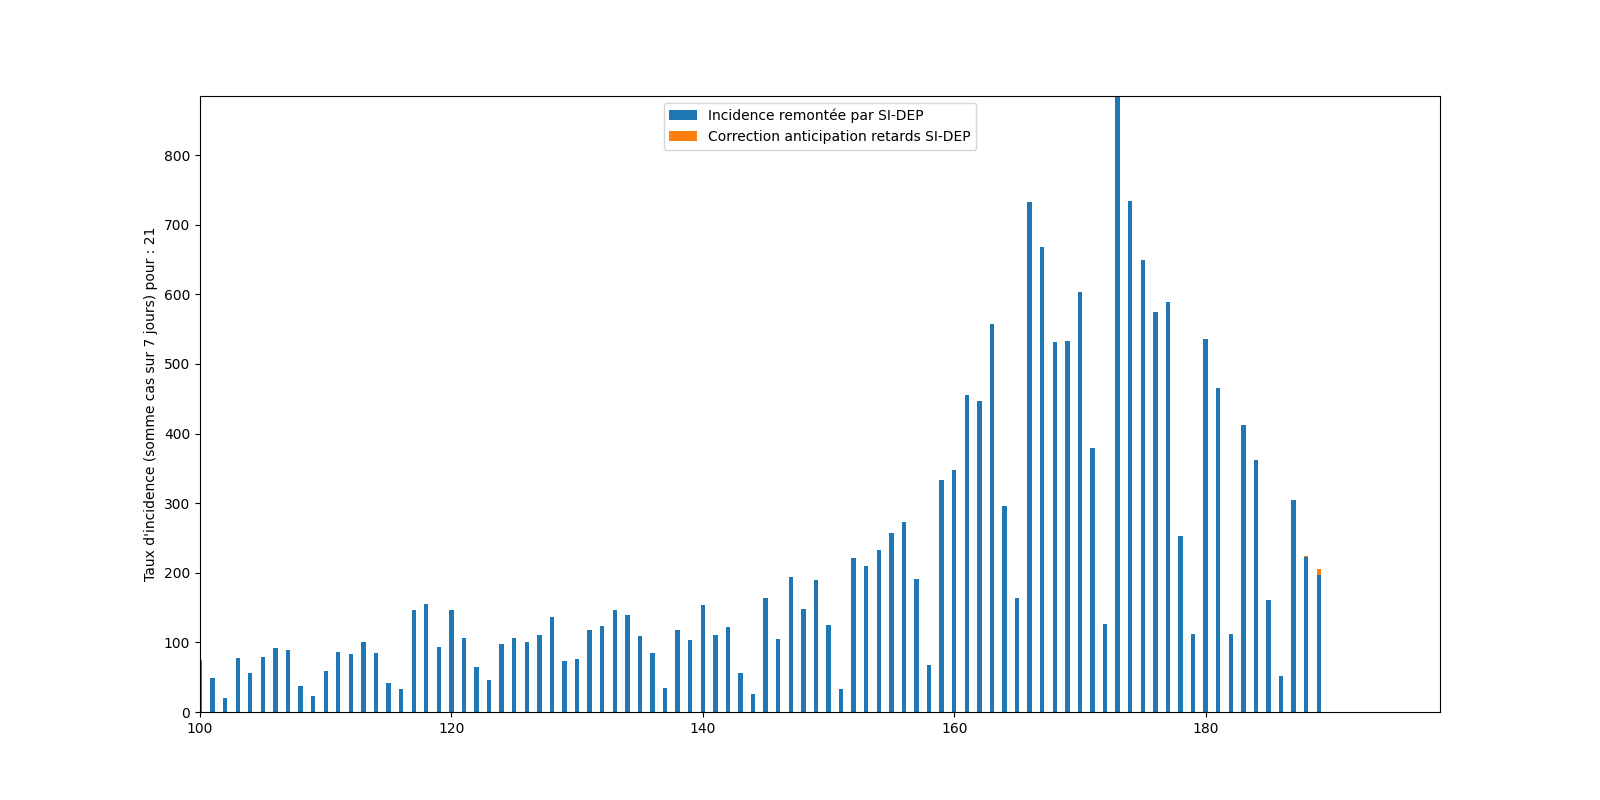 Incidence remontée par SI-DEP
Correction anticipation retards SI-DEP
Taux d'incidence (somme cas sur 7 jours) pour : 21
800
700
600
500
400
300
200
100
0
100 120 140 160 180